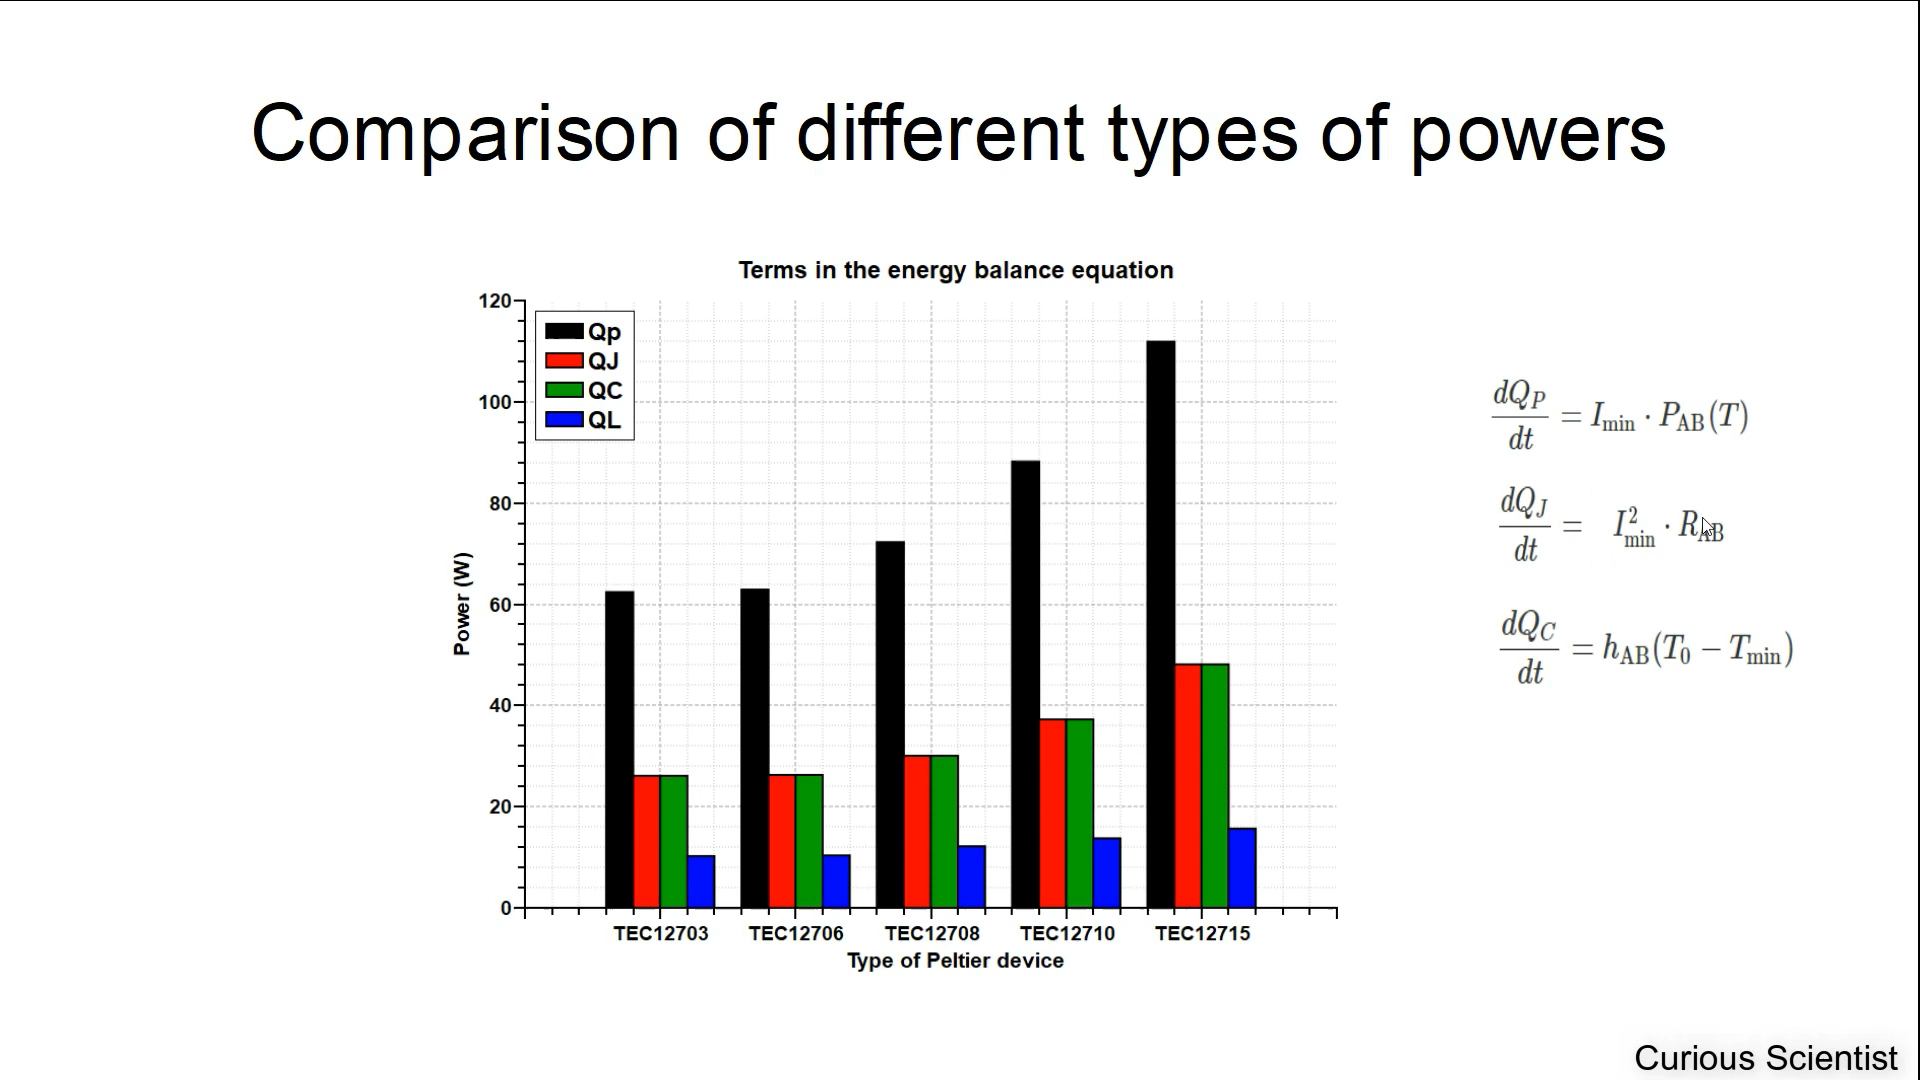 Comparison of different types of powers
Terms in the energy balance equation
120
100
80
60
40
20
0
Power (W)
Qp
QJ
QC
QL
TEC12703 TEC12706 TEC12708 TEC12710 TEC12715
Type of Peltier device
dQ_P/dt = I_min · P_AB(T)
dQ_J/dt = I²_min · R_AB
dQ_C/dt = h_AB(T_0 − T_min)
Curious Scientist